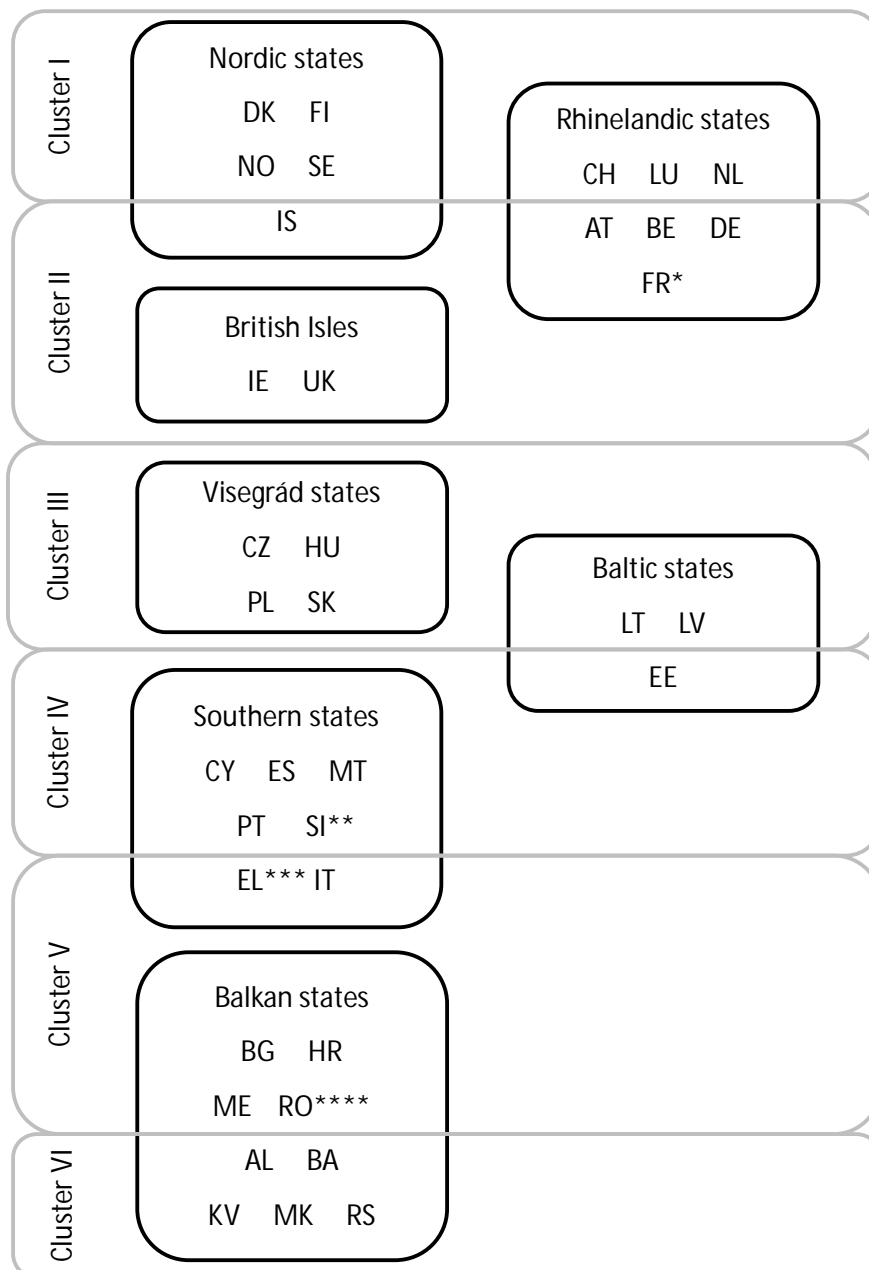 Cluster I
Nordic states
DK FI
NO SE
IS
Rhinelandic states
CH LU NL
AT BE DE
FR*
Cluster II
British Isles
IE UK
Cluster III
Visegrád states
CZ HU
PL SK
Baltic states
LT LV
EE
Cluster IV
Southern states
CY ES MT
PT SI**
EL*** IT
Cluster V
Balkan states
BG HR
ME RO****
AL BA
KV MK RS
Cluster VI